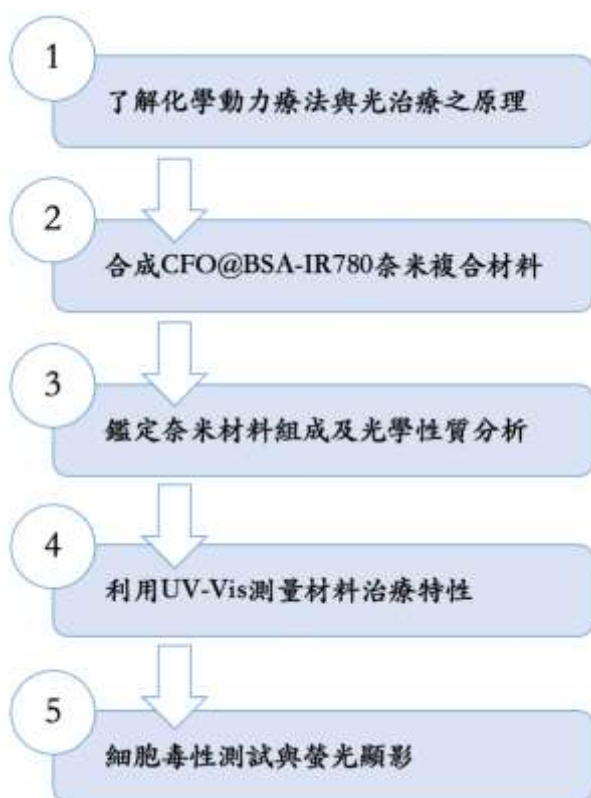 1
了解化學動力療法與光治療之原理
2
合成CFO@BSA-IR780奈米複合材料
3
鑑定奈米材料組成及光學性質分析
4
利用UV-Vis測量材料治療特性
5
細胞毒性測試與螢光顯影